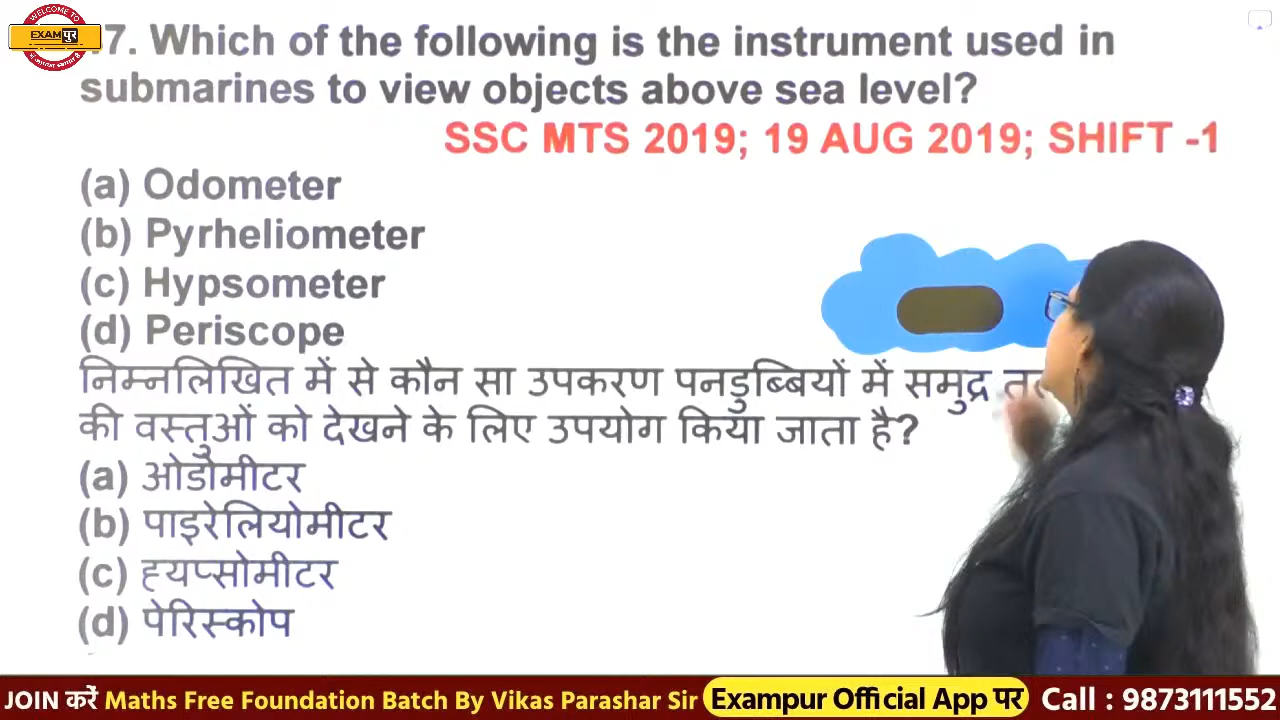 WELCOME TO
EXAMपुर
7. Which of the following is the instrument used in
submarines to view objects above sea level?
SSC MTS 2019; 19 AUG 2019; SHIFT -1
(a) Odometer
(b) Pyrheliometer
(c) Hypsometer
(d) Periscope
निम्नलिखित में से कौन सा उपकरण पनडुब्बियों में समुद्र
की वस्तुओं को देखने के लिए उपयोग किया जाता है?
(a) ओडोमीटर
(b) पाइरेलियोमीटर
(c) ह्यप्सोमीटर
(d) पेरिस्कोप
JOIN करें Maths Free Foundation Batch By Vikas Parashar Sir Exampur Official App पर Call : 9873111552